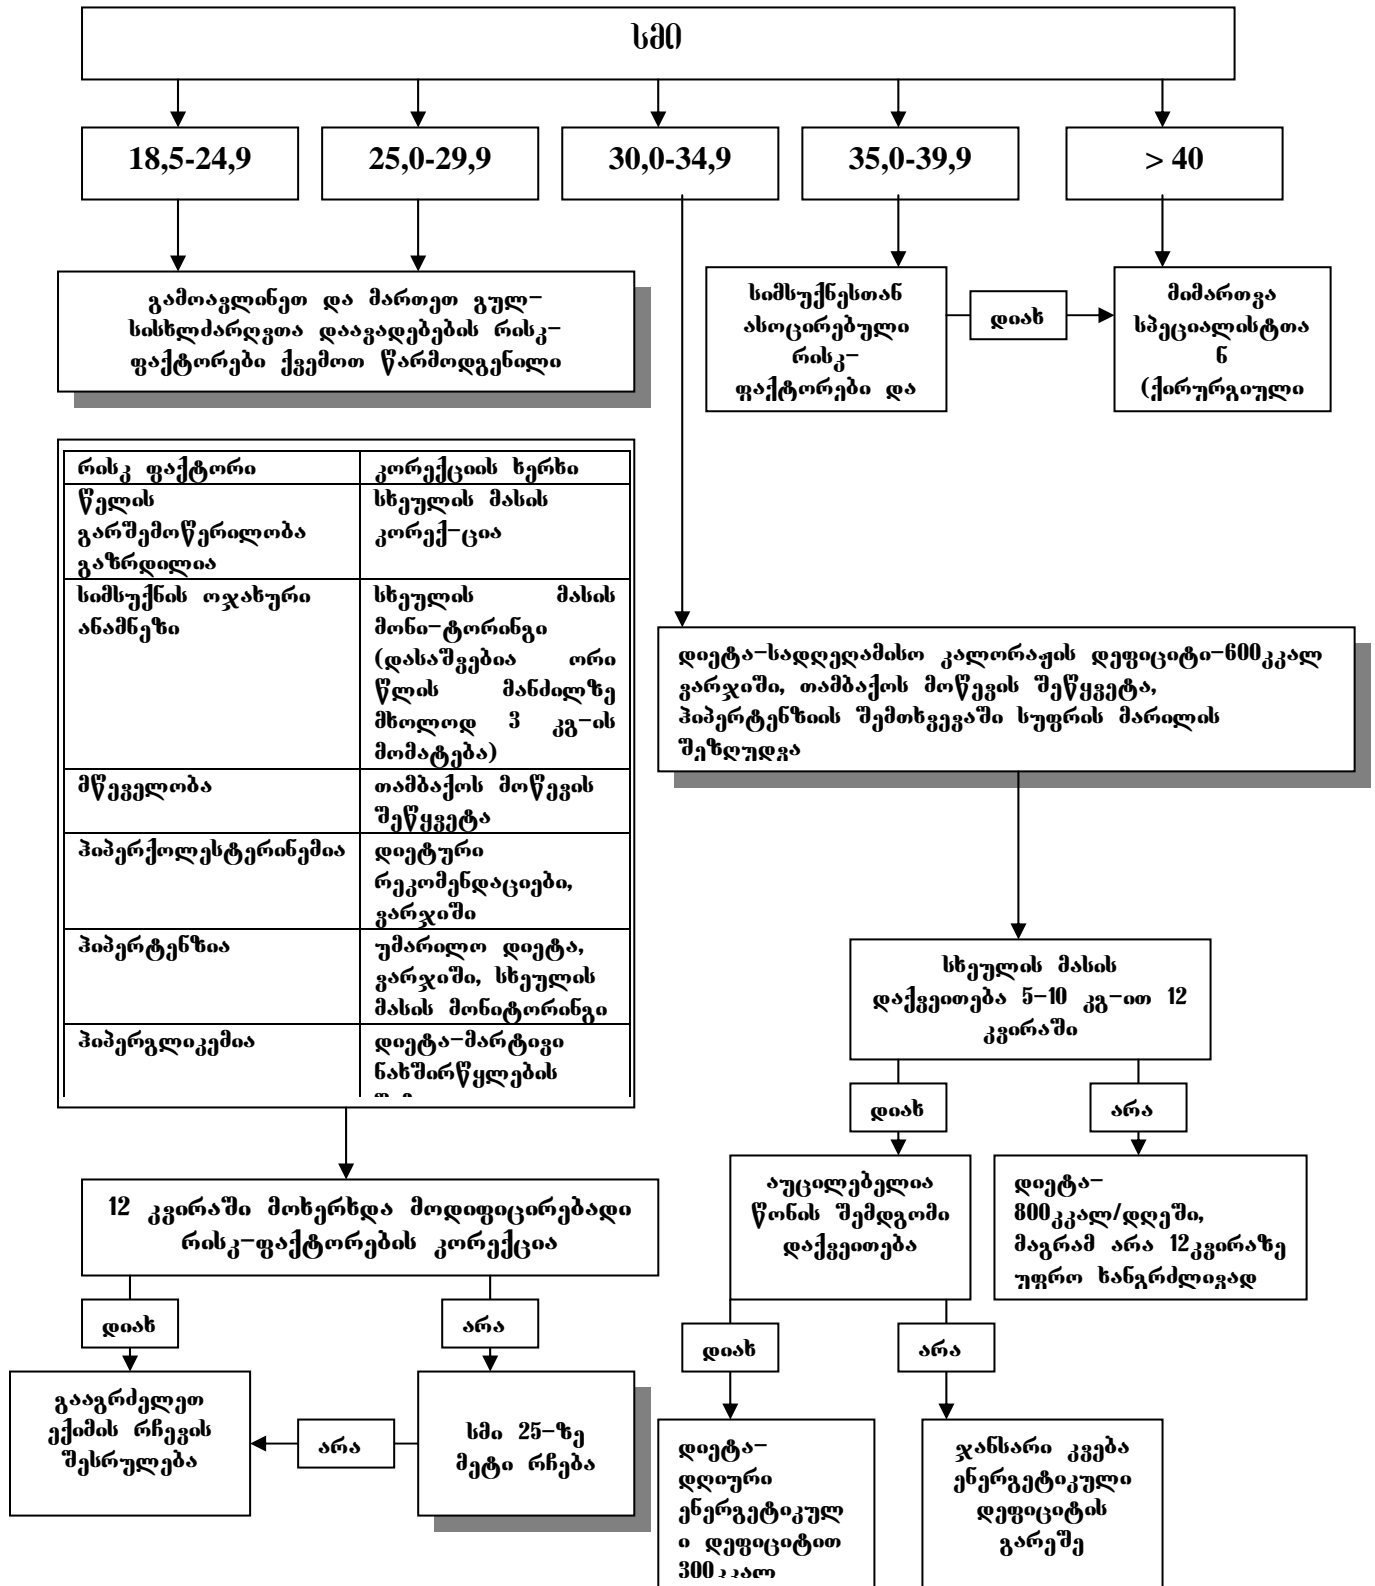 სმი
18,5-24,9
25,0-29,9
30,0-34,9
35,0-39,9
> 40
გამოავლინეთ და მართეთ გულ-
სისხლძარღვთა დაავადებების რისკ-
ფაქტორები ქვემოთ წარმოდგენილი
სიმსუქნესთან
ასოცირებული
რისკ-
ფაქტორები და
დიახ
მიმართვა
სპეციალისტთა
ნ
(ქირურგიული
რისკ ფაქტორი
კორექციის ხერხი
წელის
გარშემოწერილობა
გაზრდილია
სხეულის მასის
კორექ-ცია
სიმსუქნის ოჯახური
ანამნეზი
სხეულის მასის
მონი-ტორინგი
(დასაშვებია ორი
წლის მანძილზე
მხოლოდ 3 კგ-ის
მომატება)
მწეველობა
თამბაქოს მოწევის
შეწყვეტა
ჰიპერქოლესტერინემია
დიეტური
რეკომენდაციები,
ვარჯიში
ჰიპერტენზია
უმარილო დიეტა,
ვარჯიში, სხეულის
მასის მონიტორინგი
ჰიპერგლიკემია
დიეტა-მარტივი
ნახშირწყლების
დიეტა-სადღეღამისო კალორაჟის დეფიციტი-600კკალ
ვარჯიში, თამბაქოს მოწევის შეწყვეტა,
ჰიპერტენზიის შემთხვევაში სუფრის მარილის
შეზღუდვა
სხეულის მასის
დაქვეითება 5-10 კგ-ით 12
კვირაში
დიახ
არა
აუცილებელია
წონის შემდგომი
დაქვეითება
დიეტა-
800კკალ/დღეში,
მაგრამ არა 12კვირაზე
უფრო ხანგრძლივად
12 კვირაში მოხერხდა მოდიფიცირებადი
რისკ-ფაქტორების კორექცია
დიახ
არა
დიახ
არა
გააგრძელეთ
ექიმის რჩევის
შესრულება
არა
სმი 25-ზე
მეტი რჩება
დიეტა-
დღიური
ენერგეტიკულ
ი დეფიციტით
300კკალ
ჯანსარი კვება
ენერგეტიკული
დეფიციტის
გარეშე